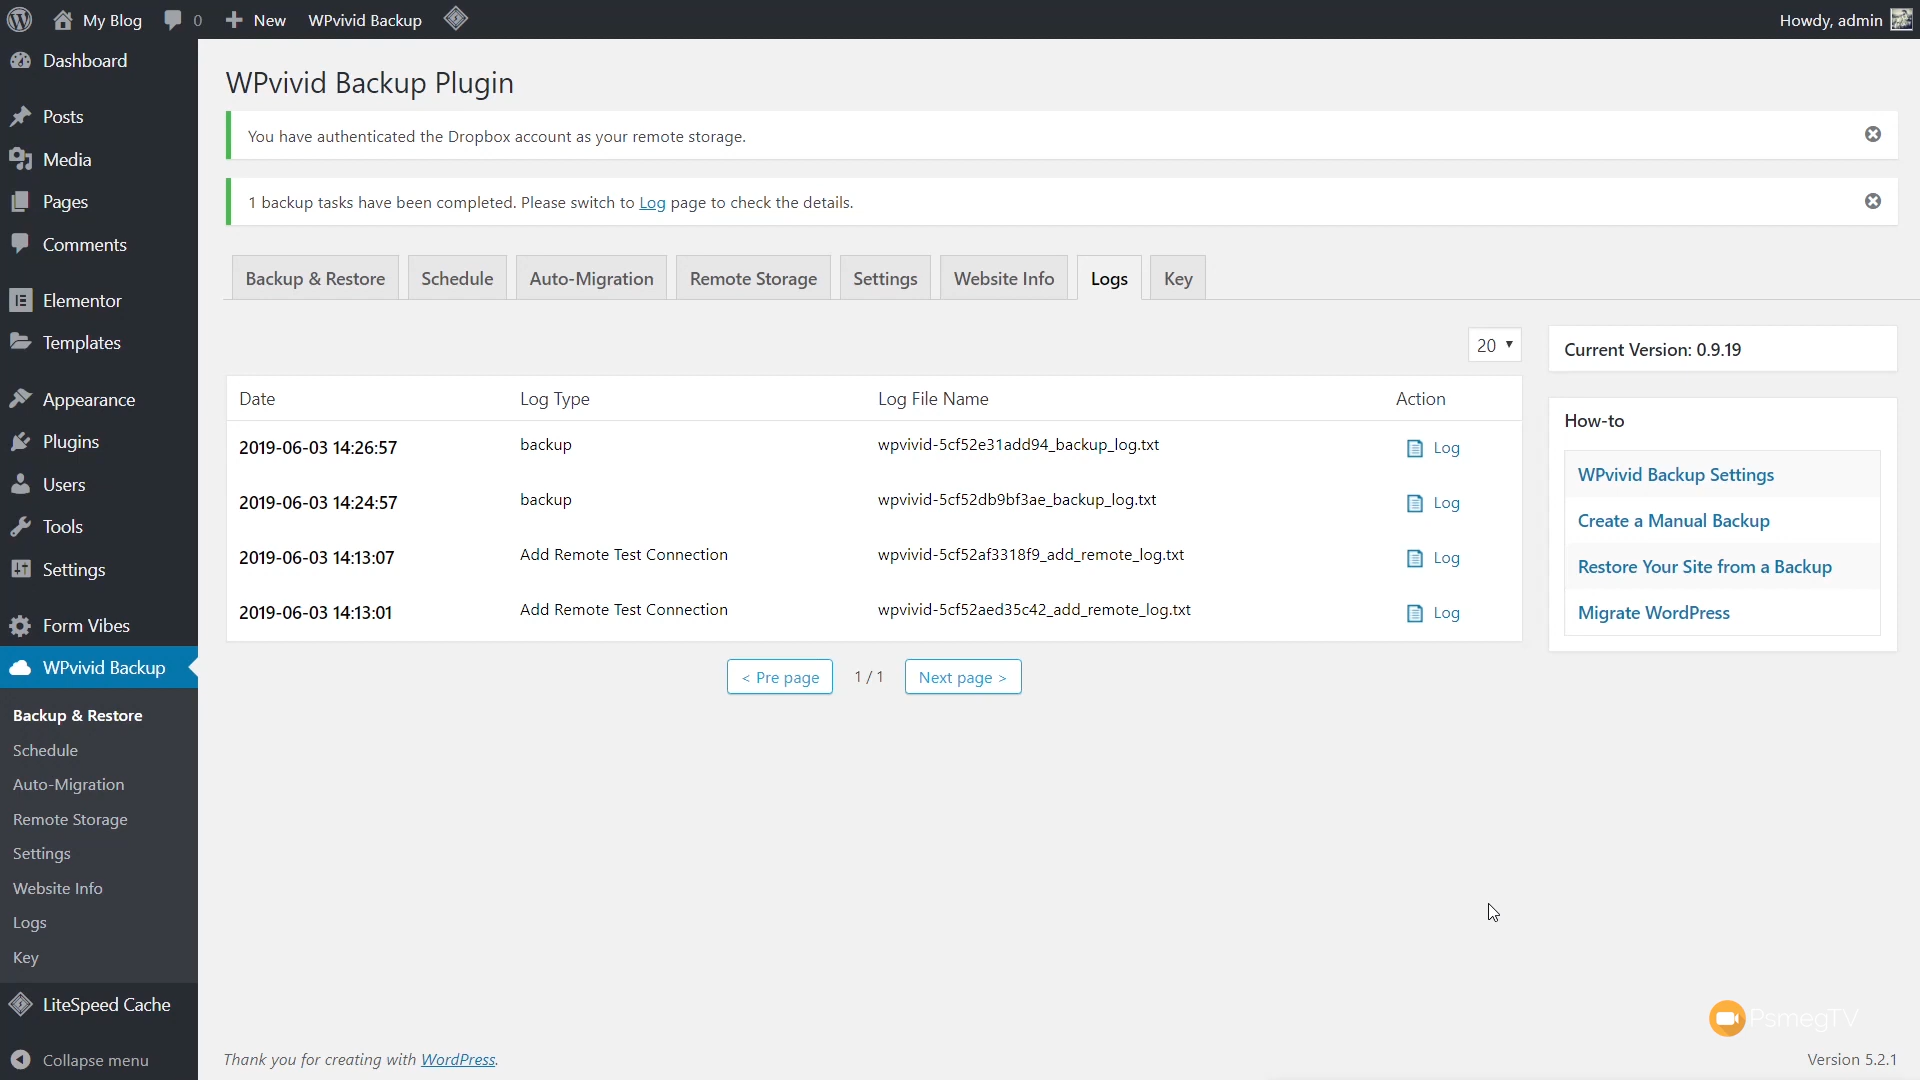 My Blog 0 New WPvivid Backup Howdy, admin
Dashboard
Posts
Media
Pages
Comments
Elementor
Templates
Appearance
Plugins
Users
Tools
Settings
Form Vibes
WPvivid Backup
Backup & Restore
Schedule
Auto-Migration
Remote Storage
Settings
Website Info
Logs
Key
LiteSpeed Cache
Collapse menu
WPvivid Backup Plugin
You have authenticated the Dropbox account as your remote storage.
1 backup tasks have been completed. Please switch to Log page to check the details.
Backup & Restore Schedule Auto-Migration Remote Storage Settings Website Info Logs Key
20
Date Log Type Log File Name Action
2019-06-03 14:26:57 backup wpvivid-5cf52e31add94_backup_log.txt Log
2019-06-03 14:24:57 backup wpvivid-5cf52db9bf3ae_backup_log.txt Log
2019-06-03 14:13:07 Add Remote Test Connection wpvivid-5cf52af3318f9_add_remote_log.txt Log
2019-06-03 14:13:01 Add Remote Test Connection wpvivid-5cf52aed35c42_add_remote_log.txt Log
< Pre page 1 / 1 Next page >
Current Version: 0.9.19
How-to
WPvivid Backup Settings
Create a Manual Backup
Restore Your Site from a Backup
Migrate WordPress
PsmegTV
Thank you for creating with WordPress. Version 5.2.1